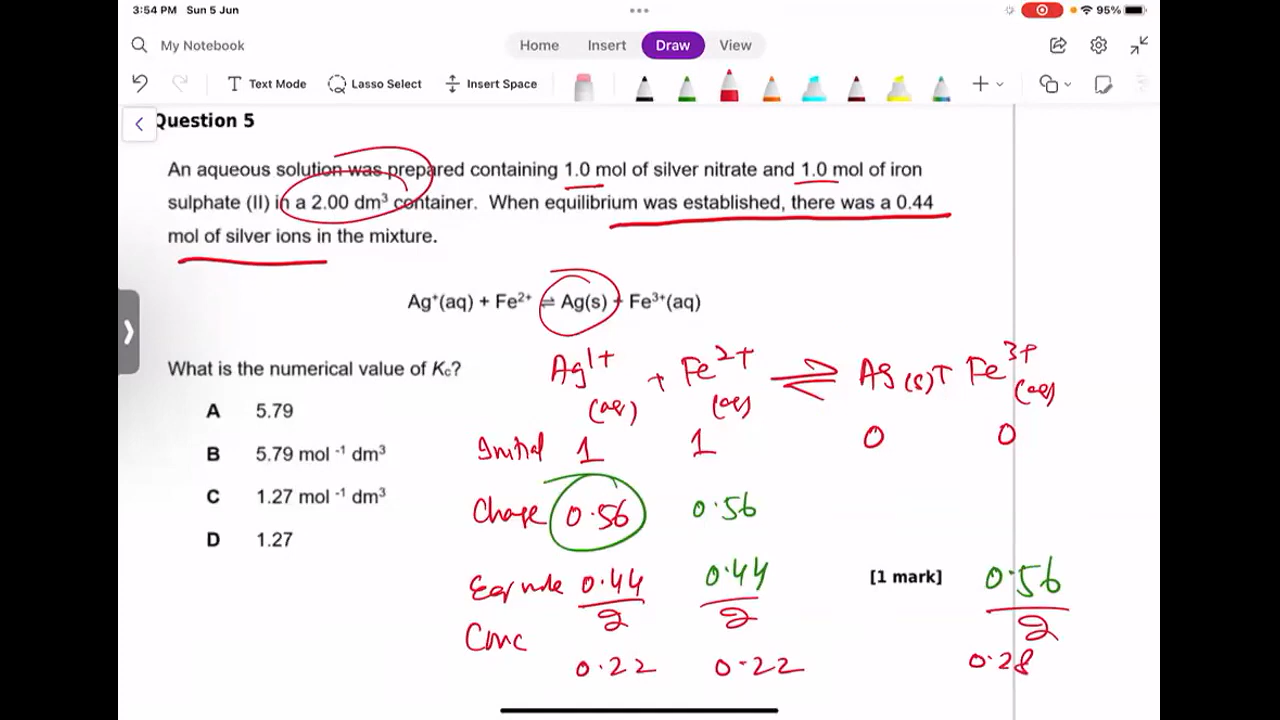 3:54 PM Sun 5 Jun
95%
My Notebook
Home Insert Draw View
Text Mode Lasso Select Insert Space
Question 5
An aqueous solution was prepared containing 1.0 mol of silver nitrate and 1.0 mol of iron
sulphate (II) in a 2.00 dm³ container. When equilibrium was established, there was a 0.44
mol of silver ions in the mixture.
Ag⁺(aq) + Fe²⁺ ⇌ Ag(s) + Fe³⁺(aq)
What is the numerical value of Kc?
A 5.79
B 5.79 mol ⁻¹ dm³
C 1.27 mol ⁻¹ dm³
D 1.27
[1 mark]
Ag¹⁺(aq) + Fe²⁺(aq) ⇌ Ag(s) + Fe³⁺(aq)
Initial 1 1 0 0
Change 0.56 0.56
Eqm mole 0.44/2 0.44/2 0.56/2
Conc 0.22 0.22 0.28